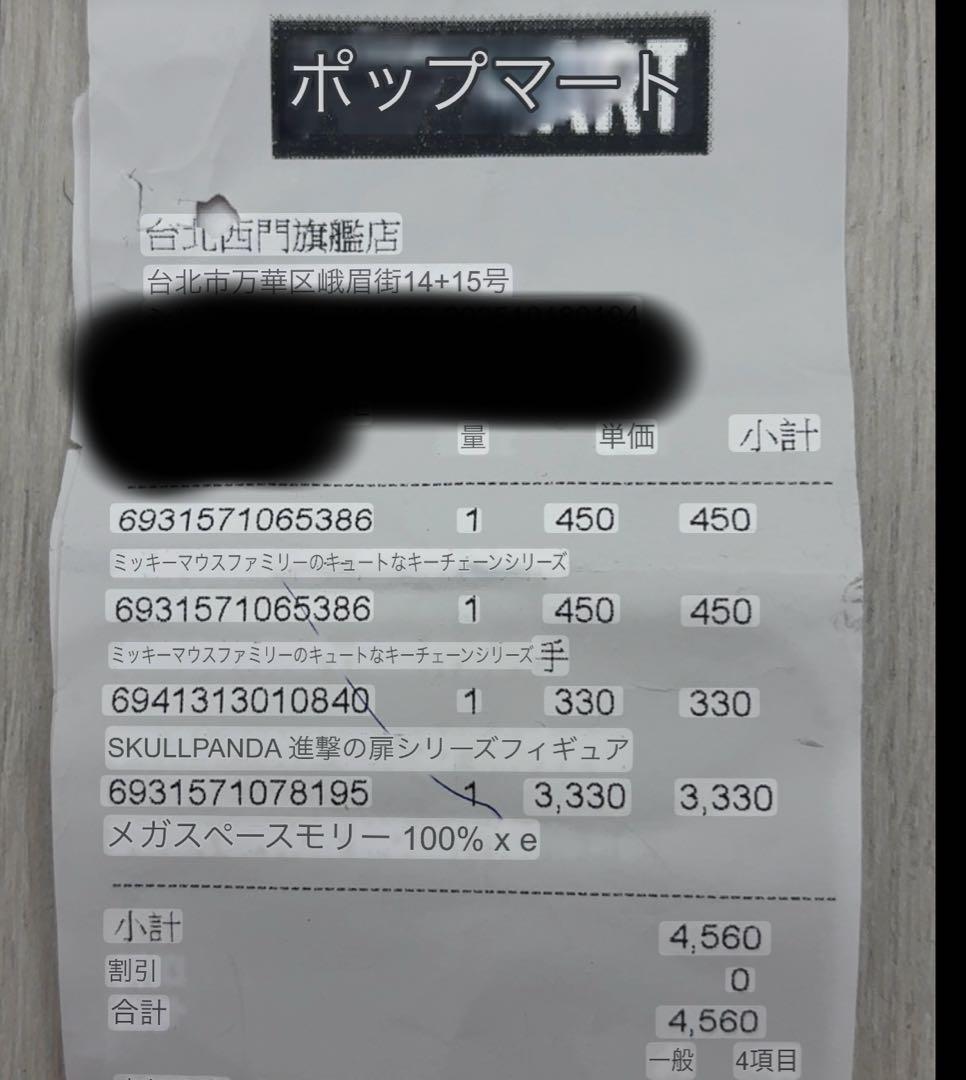 ポップマート
台北西門旗艦店
台北市万華区峨眉街14+15号
量 単価 小計
6931571065386 1 450 450
ミッキーマウスファミリーのキュートなキーチェーンシリーズ
6931571065386 1 450 450
ミッキーマウスファミリーのキュートなキーチェーンシリーズ手
6941313010840 1 330 330
SKULLPANDA 進撃の扉シリーズフィギュア
6931571078195 1 3,330 3,330
メガスペースモリー 100% x e
小計 4,560
割引 0
合計 4,560
一般 4項目